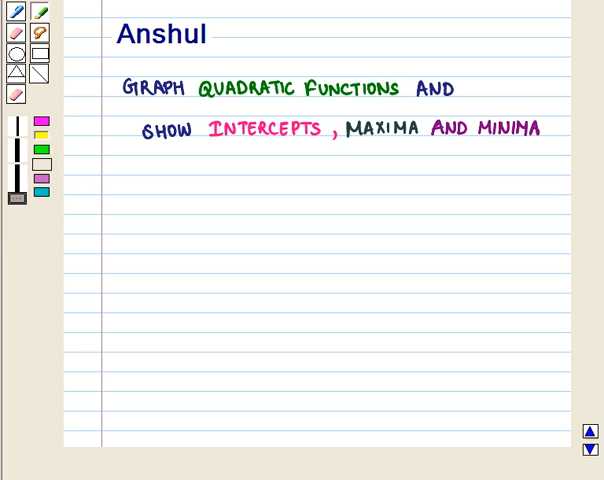 Anshul
GRAPH QUADRATIC FUNCTIONS AND
SHOW INTERCEPTS, MAXIMA AND MINIMA